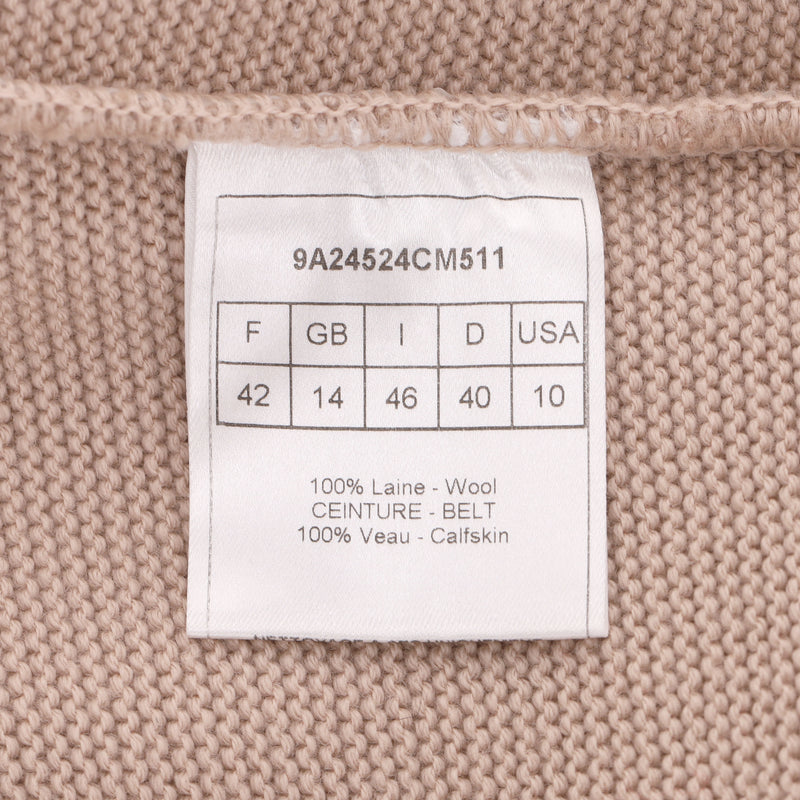 9A24524CM511
F GB I D USA
42 14 46 40 10
100% Laine - Wool
CEINTURE - BELT
100% Veau - Calfskin